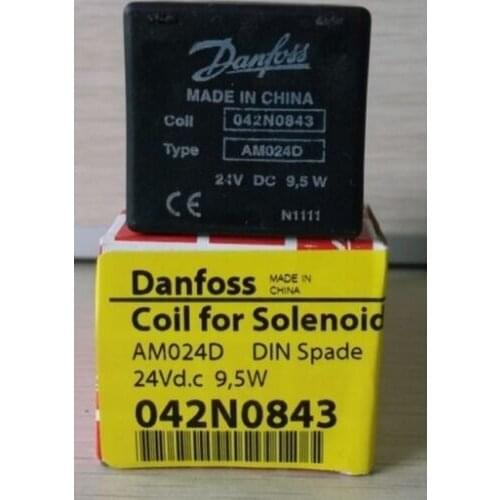 Danfoss
MADE IN CHINA
Coil 042N0843
Type AM024D
24V DC 9,5 W
CE N1111
Danfoss MADE IN CHINA
Coil for Solenoid
AM024D DIN Spade
24Vd.c 9,5W
042N0843